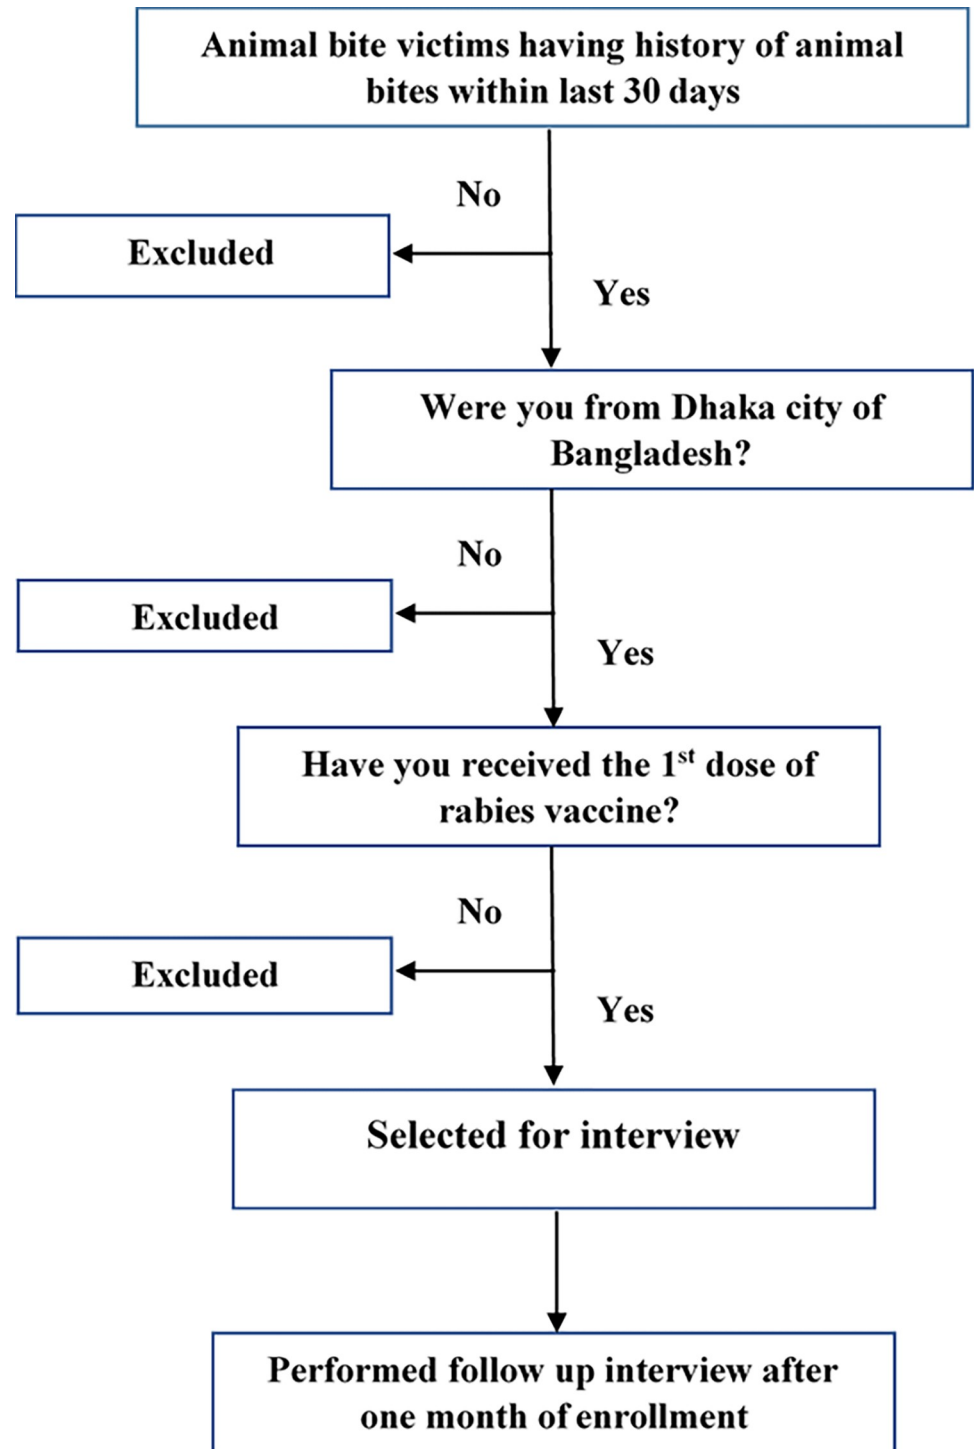 Animal bite victims having history of animal
bites within last 30 days
No
Excluded
Yes
Were you from Dhaka city of
Bangladesh?
No
Excluded
Yes
Have you received the 1st dose of
rabies vaccine?
No
Excluded
Yes
Selected for interview
Performed follow up interview after
one month of enrollment